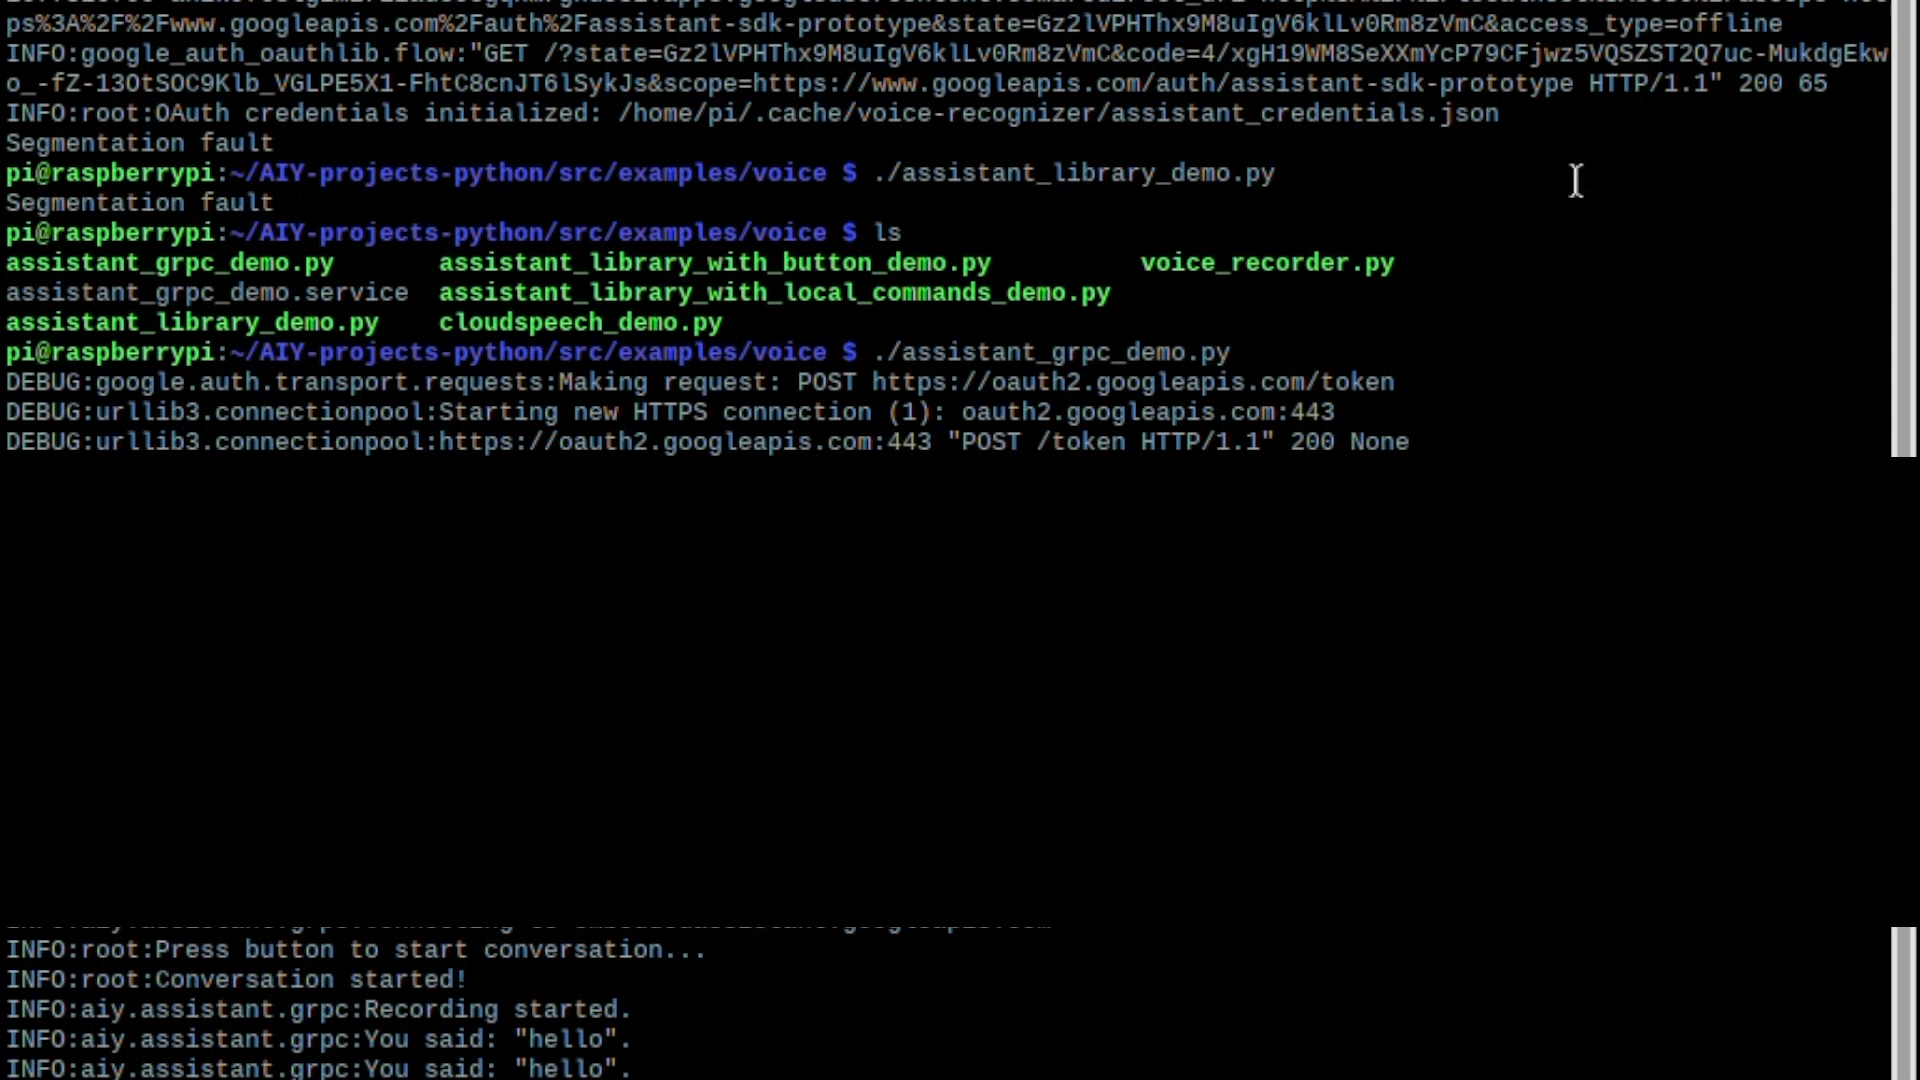 ps%3A%2F%2Fwww.googleapis.com%2Fauth%2Fassistant-sdk-prototype&state=Gz2lVPHThx9M8uIgV6klLv0Rm8zVmC&access_type=offline
INFO:google_auth_oauthlib.flow:"GET /?state=Gz2lVPHThx9M8uIgV6klLv0Rm8zVmC&code=4/xgH19WM8SeXXmYcP79CFjwz5VQSZST2Q7uc-MukdgEkw
o_-fZ-13OtSOC9Klb_VGLPE5X1-FhtC8cnJT6lSykJs&scope=https://www.googleapis.com/auth/assistant-sdk-prototype HTTP/1.1" 200 65
INFO:root:OAuth credentials initialized: /home/pi/.cache/voice-recognizer/assistant_credentials.json
Segmentation fault
pi@raspberrypi:~/AIY-projects-python/src/examples/voice $ ./assistant_library_demo.py
Segmentation fault
pi@raspberrypi:~/AIY-projects-python/src/examples/voice $ ls
assistant_grpc_demo.py assistant_library_with_button_demo.py voice_recorder.py
assistant_grpc_demo.service assistant_library_with_local_commands_demo.py
assistant_library_demo.py cloudspeech_demo.py
pi@raspberrypi:~/AIY-projects-python/src/examples/voice $ ./assistant_grpc_demo.py
DEBUG:google.auth.transport.requests:Making request: POST https://oauth2.googleapis.com/token
DEBUG:urllib3.connectionpool:Starting new HTTPS connection (1): oauth2.googleapis.com:443
DEBUG:urllib3.connectionpool:https://oauth2.googleapis.com:443 "POST /token HTTP/1.1" 200 None
INFO:root:Press button to start conversation...
INFO:root:Conversation started!
INFO:aiy.assistant.grpc:Recording started.
INFO:aiy.assistant.grpc:You said: "hello".
INFO:aiy.assistant.grpc:You said: "hello".